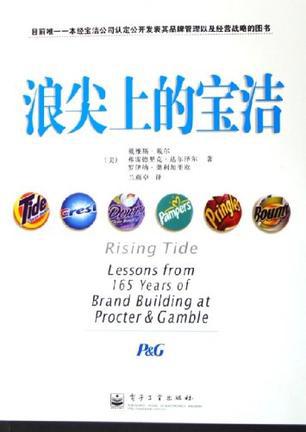 目前唯一一本经宝洁公司认定公开发表其品牌管理以及经营战略的图书
浪尖上的宝洁
戴维斯·戴尔
〔美〕 弗雷德里克·达尔泽尔 著
罗伊纳·奥利加里欧
译
Tide Crest Downy Pampers Pringles Bounty
Rising Tide
Lessons from
165 Years of
Brand Building at
Procter & Gamble
P&G
电子工业出版社